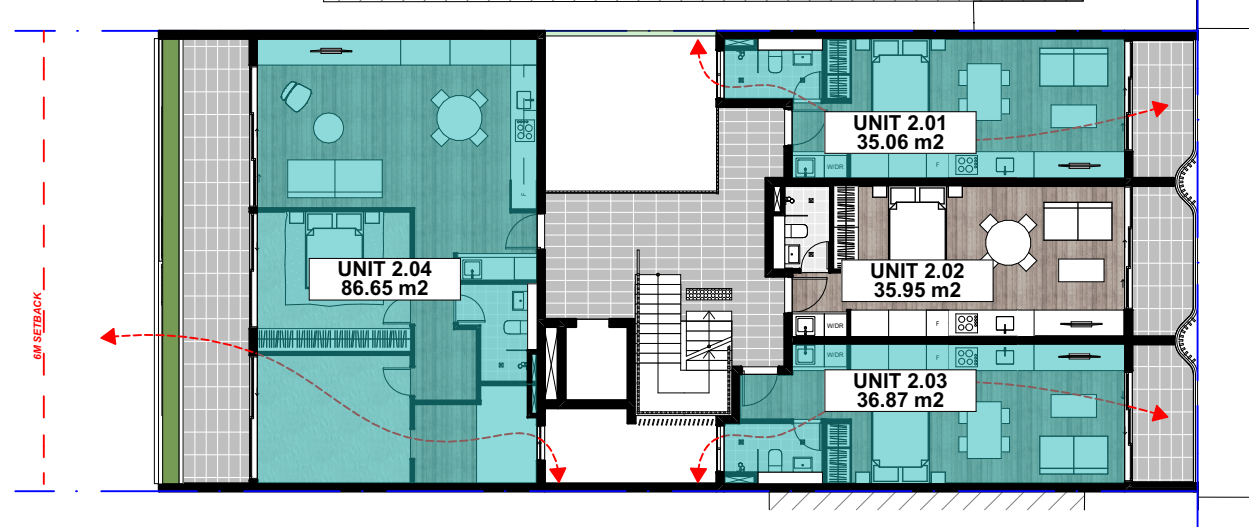 UNIT 2.01
35.06 m2
W/DR
F
UNIT 2.02
35.95 m2
W/DR
F
UNIT 2.04
86.65 m2
F
6M SETBACK
W/DR
F
UNIT 2.03
36.87 m2